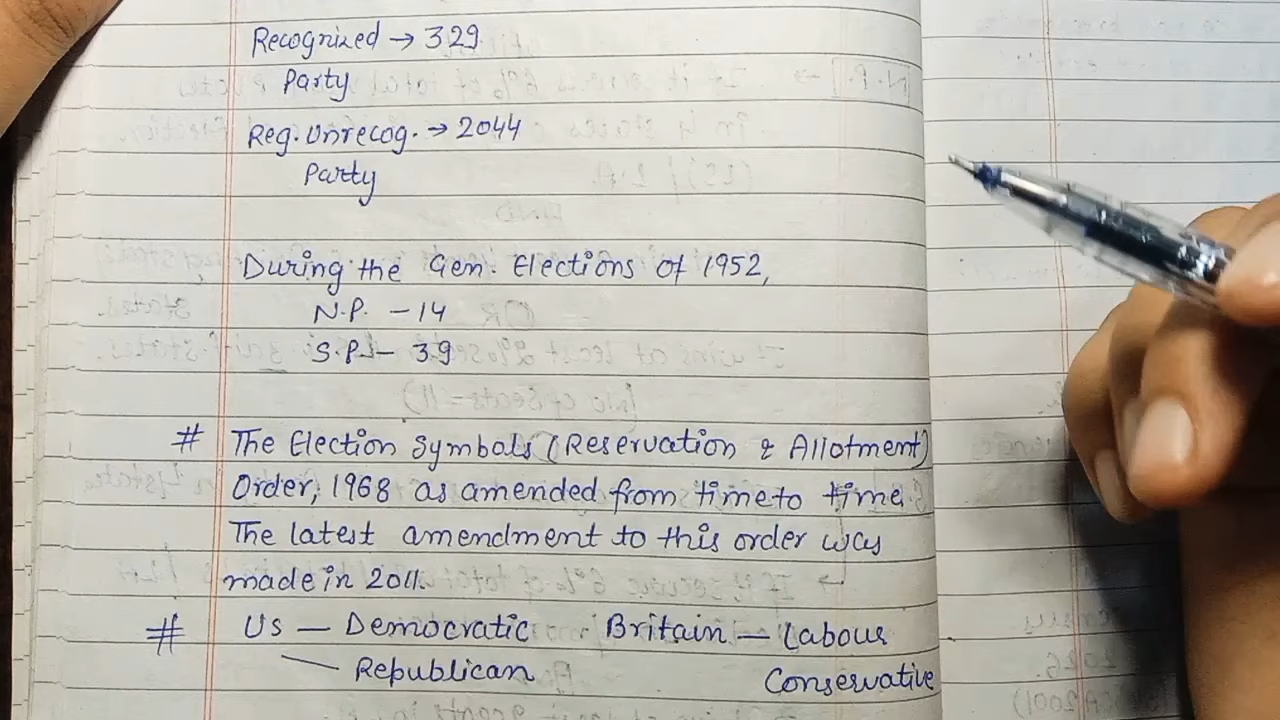 Recognized → 329
Party
Reg. Unrecog. → 2044
Party
During the Gen. Elections of 1952,
N.P. - 14
S.P. - 39
# The Election Symbols (Reservation & Allotment)
Order, 1968 as amended from time to time.
The latest amendment to this order was
made in 2011.
# US — Democratic Britain — Labour
— Republican Conservative